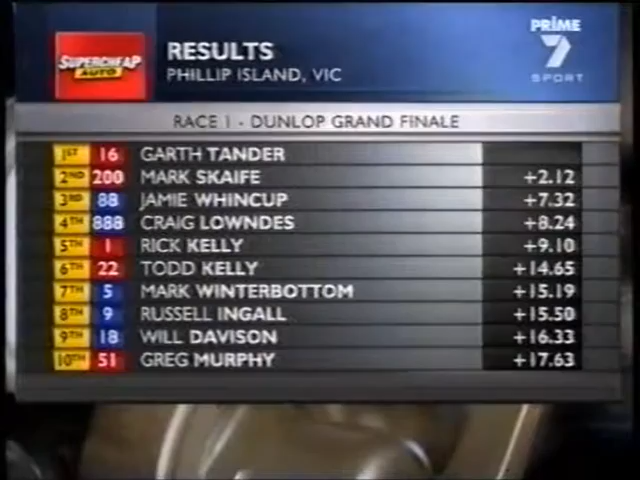 SUPERCHEAP
AUTO
RESULTS
PHILLIP ISLAND, VIC
PRIME
7
SPORT
RACE 1 - DUNLOP GRAND FINALE
1ST 16 GARTH TANDER
2ND 200 MARK SKAIFE +2.12
3RD 88 JAMIE WHINCUP +7.32
4TH 888 CRAIG LOWNDES +8.24
5TH 1 RICK KELLY +9.10
6TH 22 TODD KELLY +14.65
7TH 5 MARK WINTERBOTTOM +15.19
8TH 9 RUSSELL INGALL +15.50
9TH 18 WILL DAVISON +16.33
10TH 51 GREG MURPHY +17.63